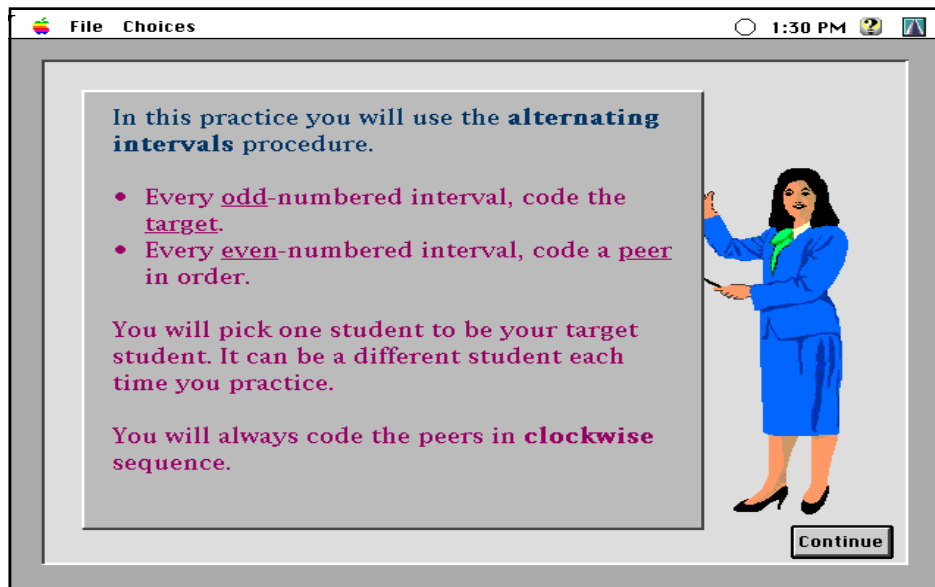 File Choices 1:30 PM
In this practice you will use the alternating
intervals procedure.
• Every odd-numbered interval, code the
target.
• Every even-numbered interval, code a peer
in order.
You will pick one student to be your target
student. It can be a different student each
time you practice.
You will always code the peers in clockwise
sequence.
Continue